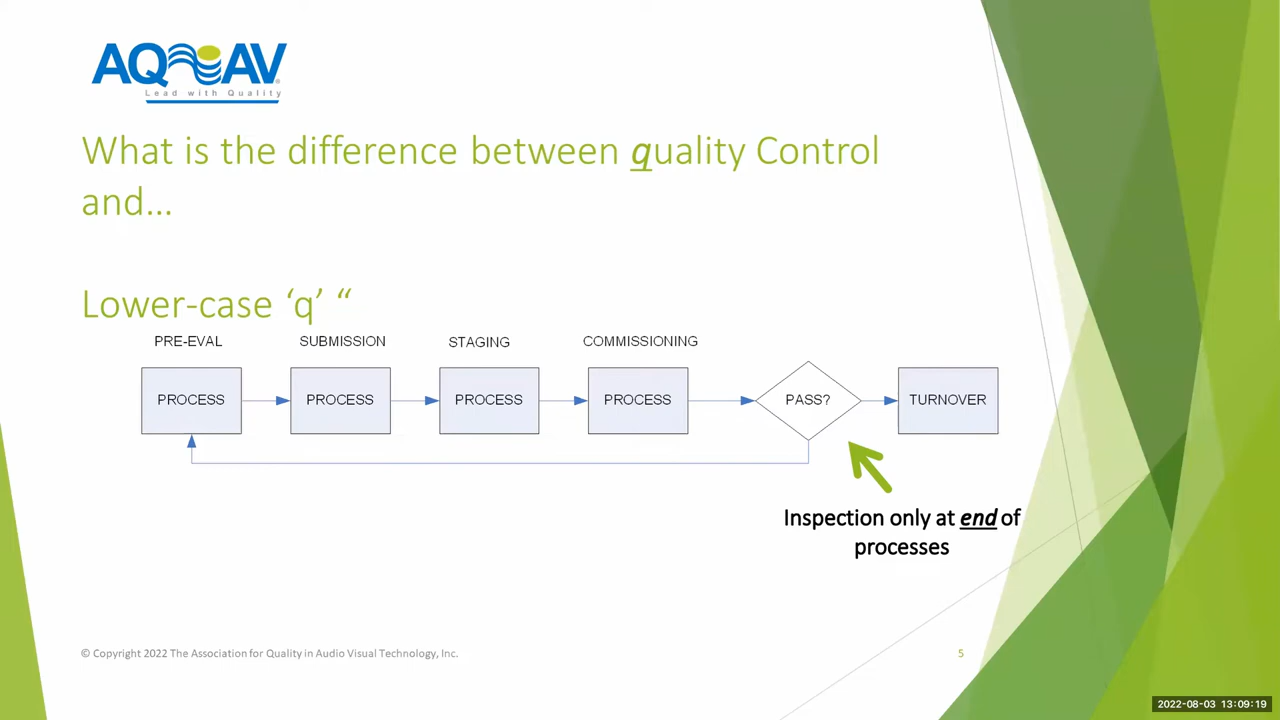 AQAV
Lead with Quality
What is the difference between quality Control
and...
Lower-case ‘q’ “
PRE-EVAL SUBMISSION STAGING COMMISSIONING
PROCESS PROCESS PROCESS PROCESS PASS? TURNOVER
Inspection only at end of
processes
© Copyright 2022 The Association for Quality in Audio Visual Technology, Inc.
5
2022-08-03 13:09:19